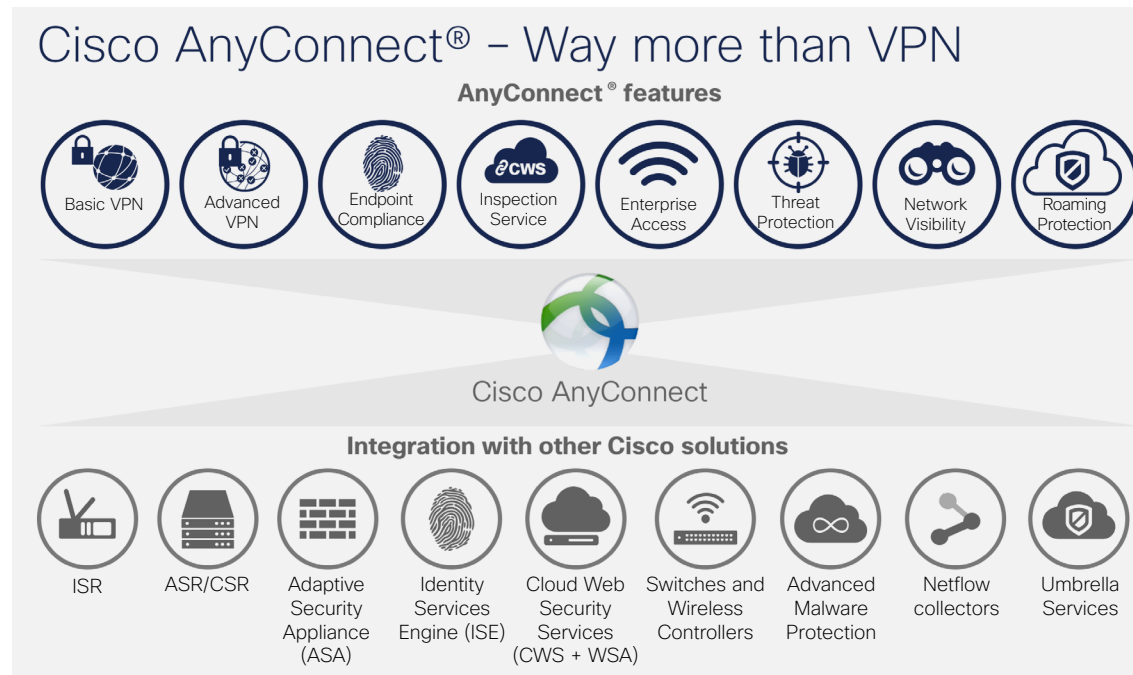 Cisco AnyConnect® – Way more than VPN
AnyConnect® features
Basic VPN
Advanced
VPN
Endpoint
Compliance
CWS
Inspection
Service
Enterprise
Access
Threat
Protection
Network
Visibility
Roaming
Protection
Cisco AnyConnect
Integration with other Cisco solutions
ISR
ASR/CSR
Adaptive
Security
Appliance
(ASA)
Identity
Services
Engine (ISE)
Cloud Web
Security
Services
(CWS + WSA)
Switches and
Wireless
Controllers
Advanced
Malware
Protection
Netflow
collectors
Umbrella
Services